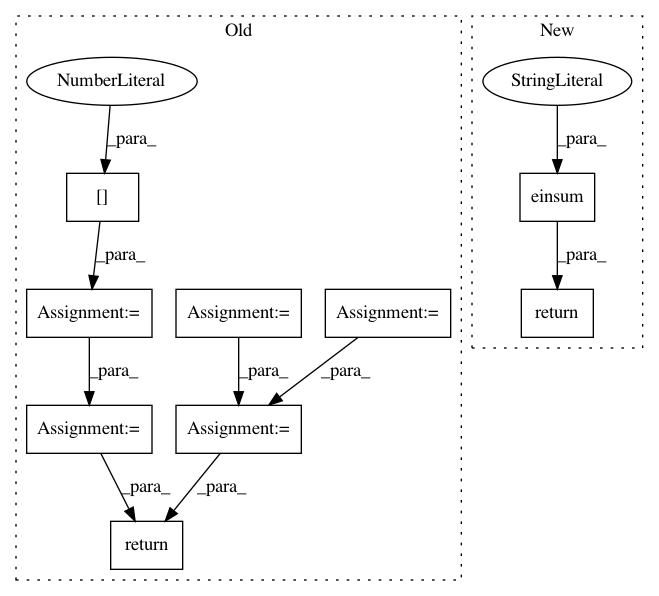 Old
New
NumberLiteral
StringLiteral
_para_
_para_
[]
einsum
_para_
_para_
Assignment:=
Assignment:=
Assignment:=
return
_para_
_para_
_para_
Assignment:=
Assignment:=
_para_
_para_
return